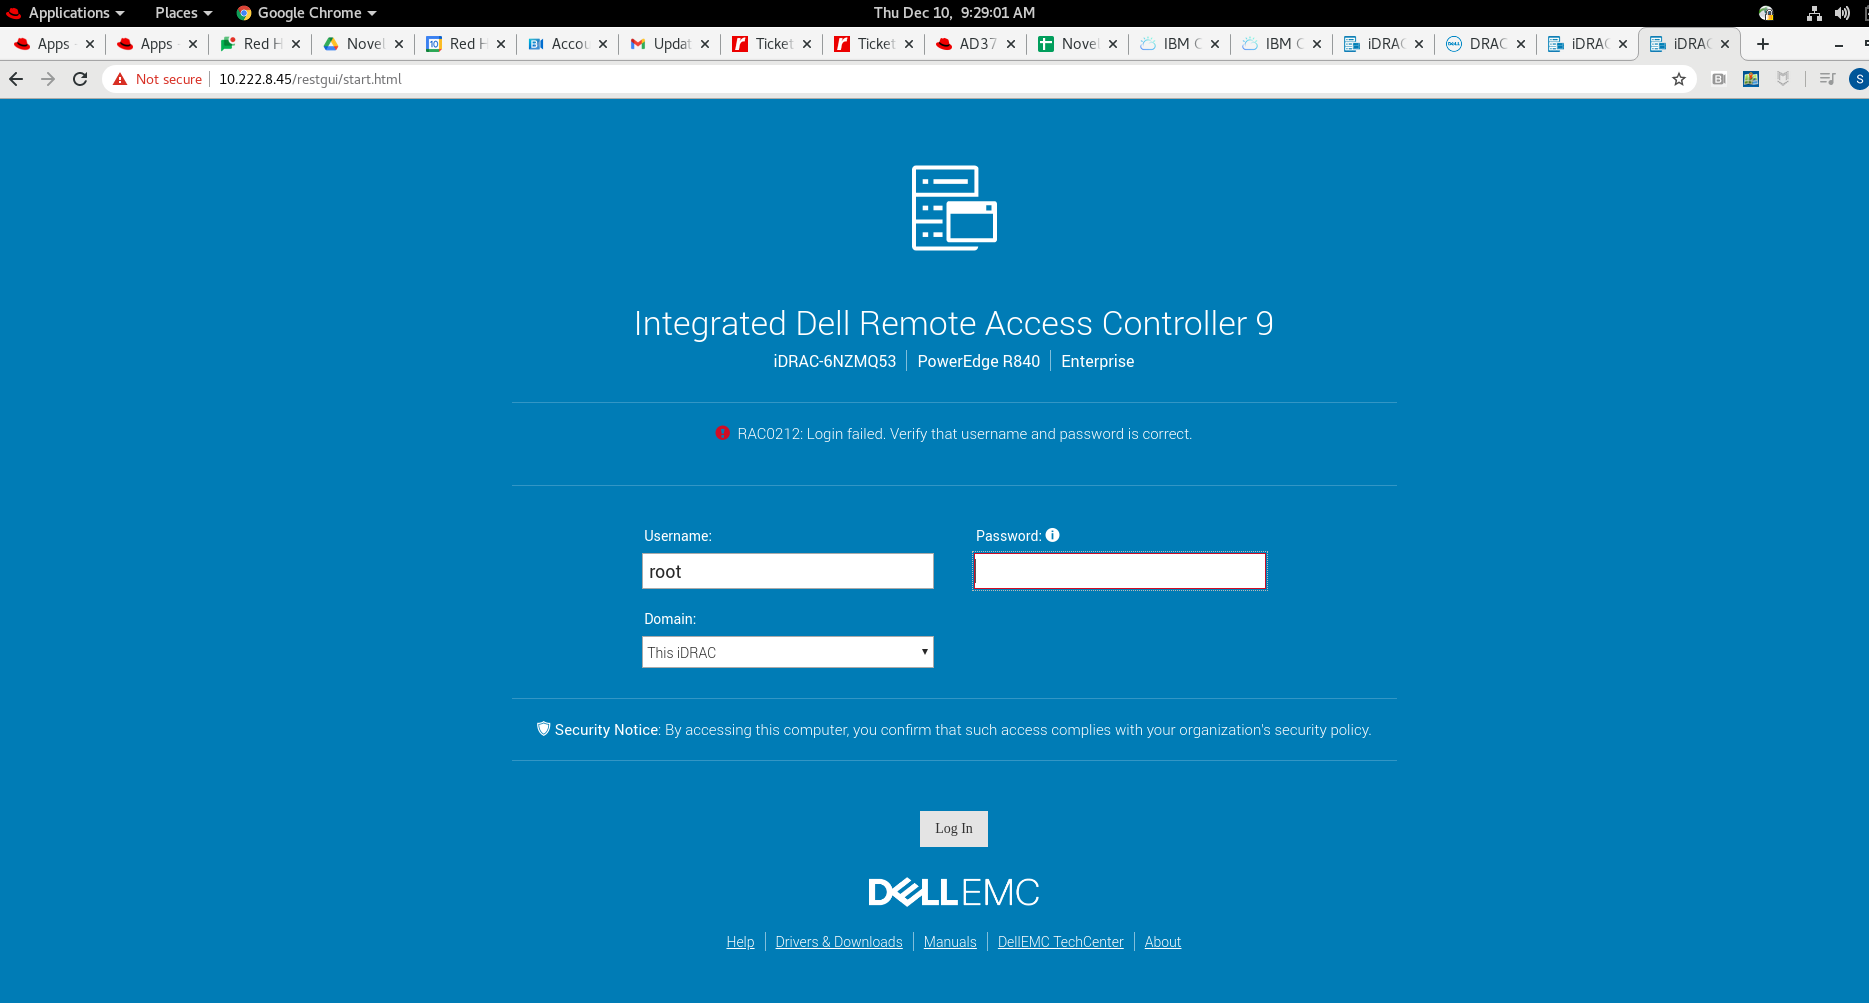 Applications Places Google Chrome Thu Dec 10, 9:29:01 AM
Apps Apps Red H Novel Red H Accou Updat Ticket Ticket AD37 Novel IBM C IBM C iDRAC DRAC iDRAC iDRAC
Not secure 10.222.8.45/restgui/start.html S
Integrated Dell Remote Access Controller 9
iDRAC-6NZMQ53 PowerEdge R840 Enterprise
RAC0212: Login failed. Verify that username and password is correct.
Username: Password:
root
Domain:
This iDRAC
Security Notice: By accessing this computer, you confirm that such access complies with your organization's security policy.
Log In
DELLEMC
Help Drivers & Downloads Manuals DellEMC TechCenter About